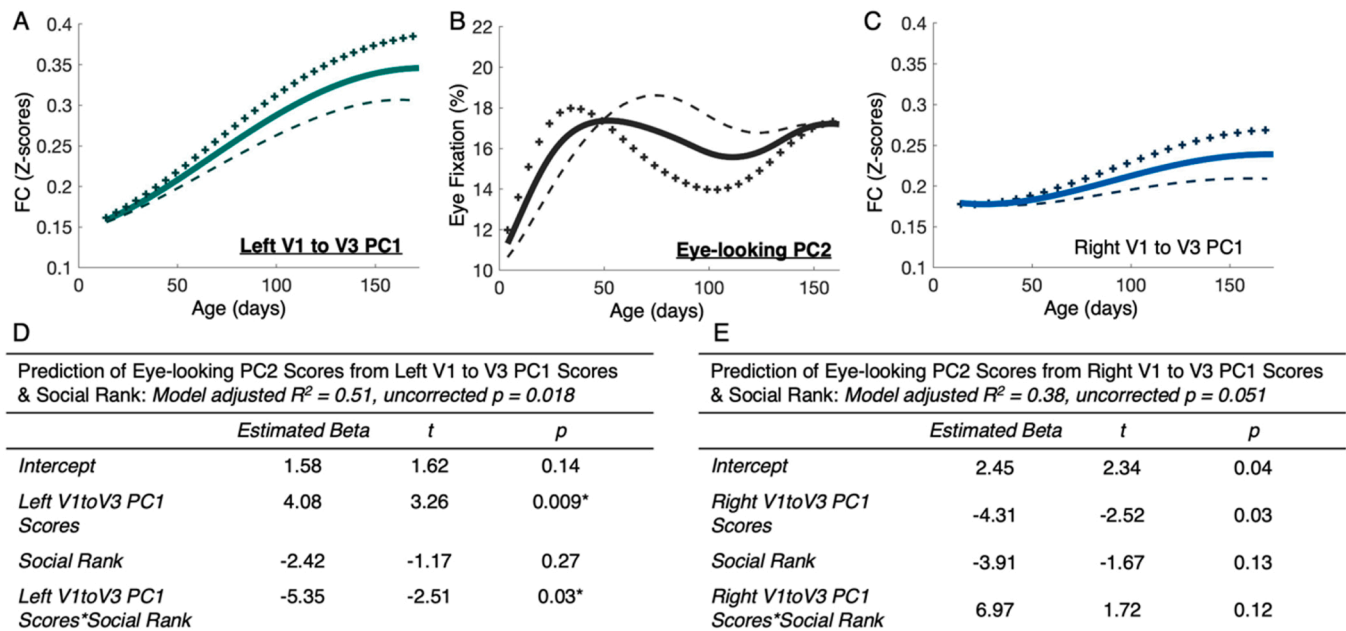 A
0.4
0.35
0.3
0.25
0.2
0.15
0.1
FC (Z-scores)
0 50 100 150
Age (days)
Left V1 to V3 PC1
B
22
20
18
16
14
12
10
Eye Fixation (%)
0 50 100 150
Age (days)
Eye-looking PC2
C
0.4
0.35
0.3
0.25
0.2
0.15
0.1
FC (Z-scores)
0 50 100 150
Age (days)
Right V1 to V3 PC1
D
Prediction of Eye-looking PC2 Scores from Left V1 to V3 PC1 Scores
& Social Rank: Model adjusted R² = 0.51, uncorrected p = 0.018
Estimated Beta t p
Intercept 1.58 1.62 0.14
Left V1toV3 PC1
Scores 4.08 3.26 0.009*
Social Rank -2.42 -1.17 0.27
Left V1toV3 PC1
Scores*Social Rank -5.35 -2.51 0.03*
E
Prediction of Eye-looking PC2 Scores from Right V1 to V3 PC1 Scores
& Social Rank: Model adjusted R² = 0.38, uncorrected p = 0.051
Estimated Beta t p
Intercept 2.45 2.34 0.04
Right V1toV3 PC1
Scores -4.31 -2.52 0.03
Social Rank -3.91 -1.67 0.13
Right V1toV3 PC1
Scores*Social Rank 6.97 1.72 0.12